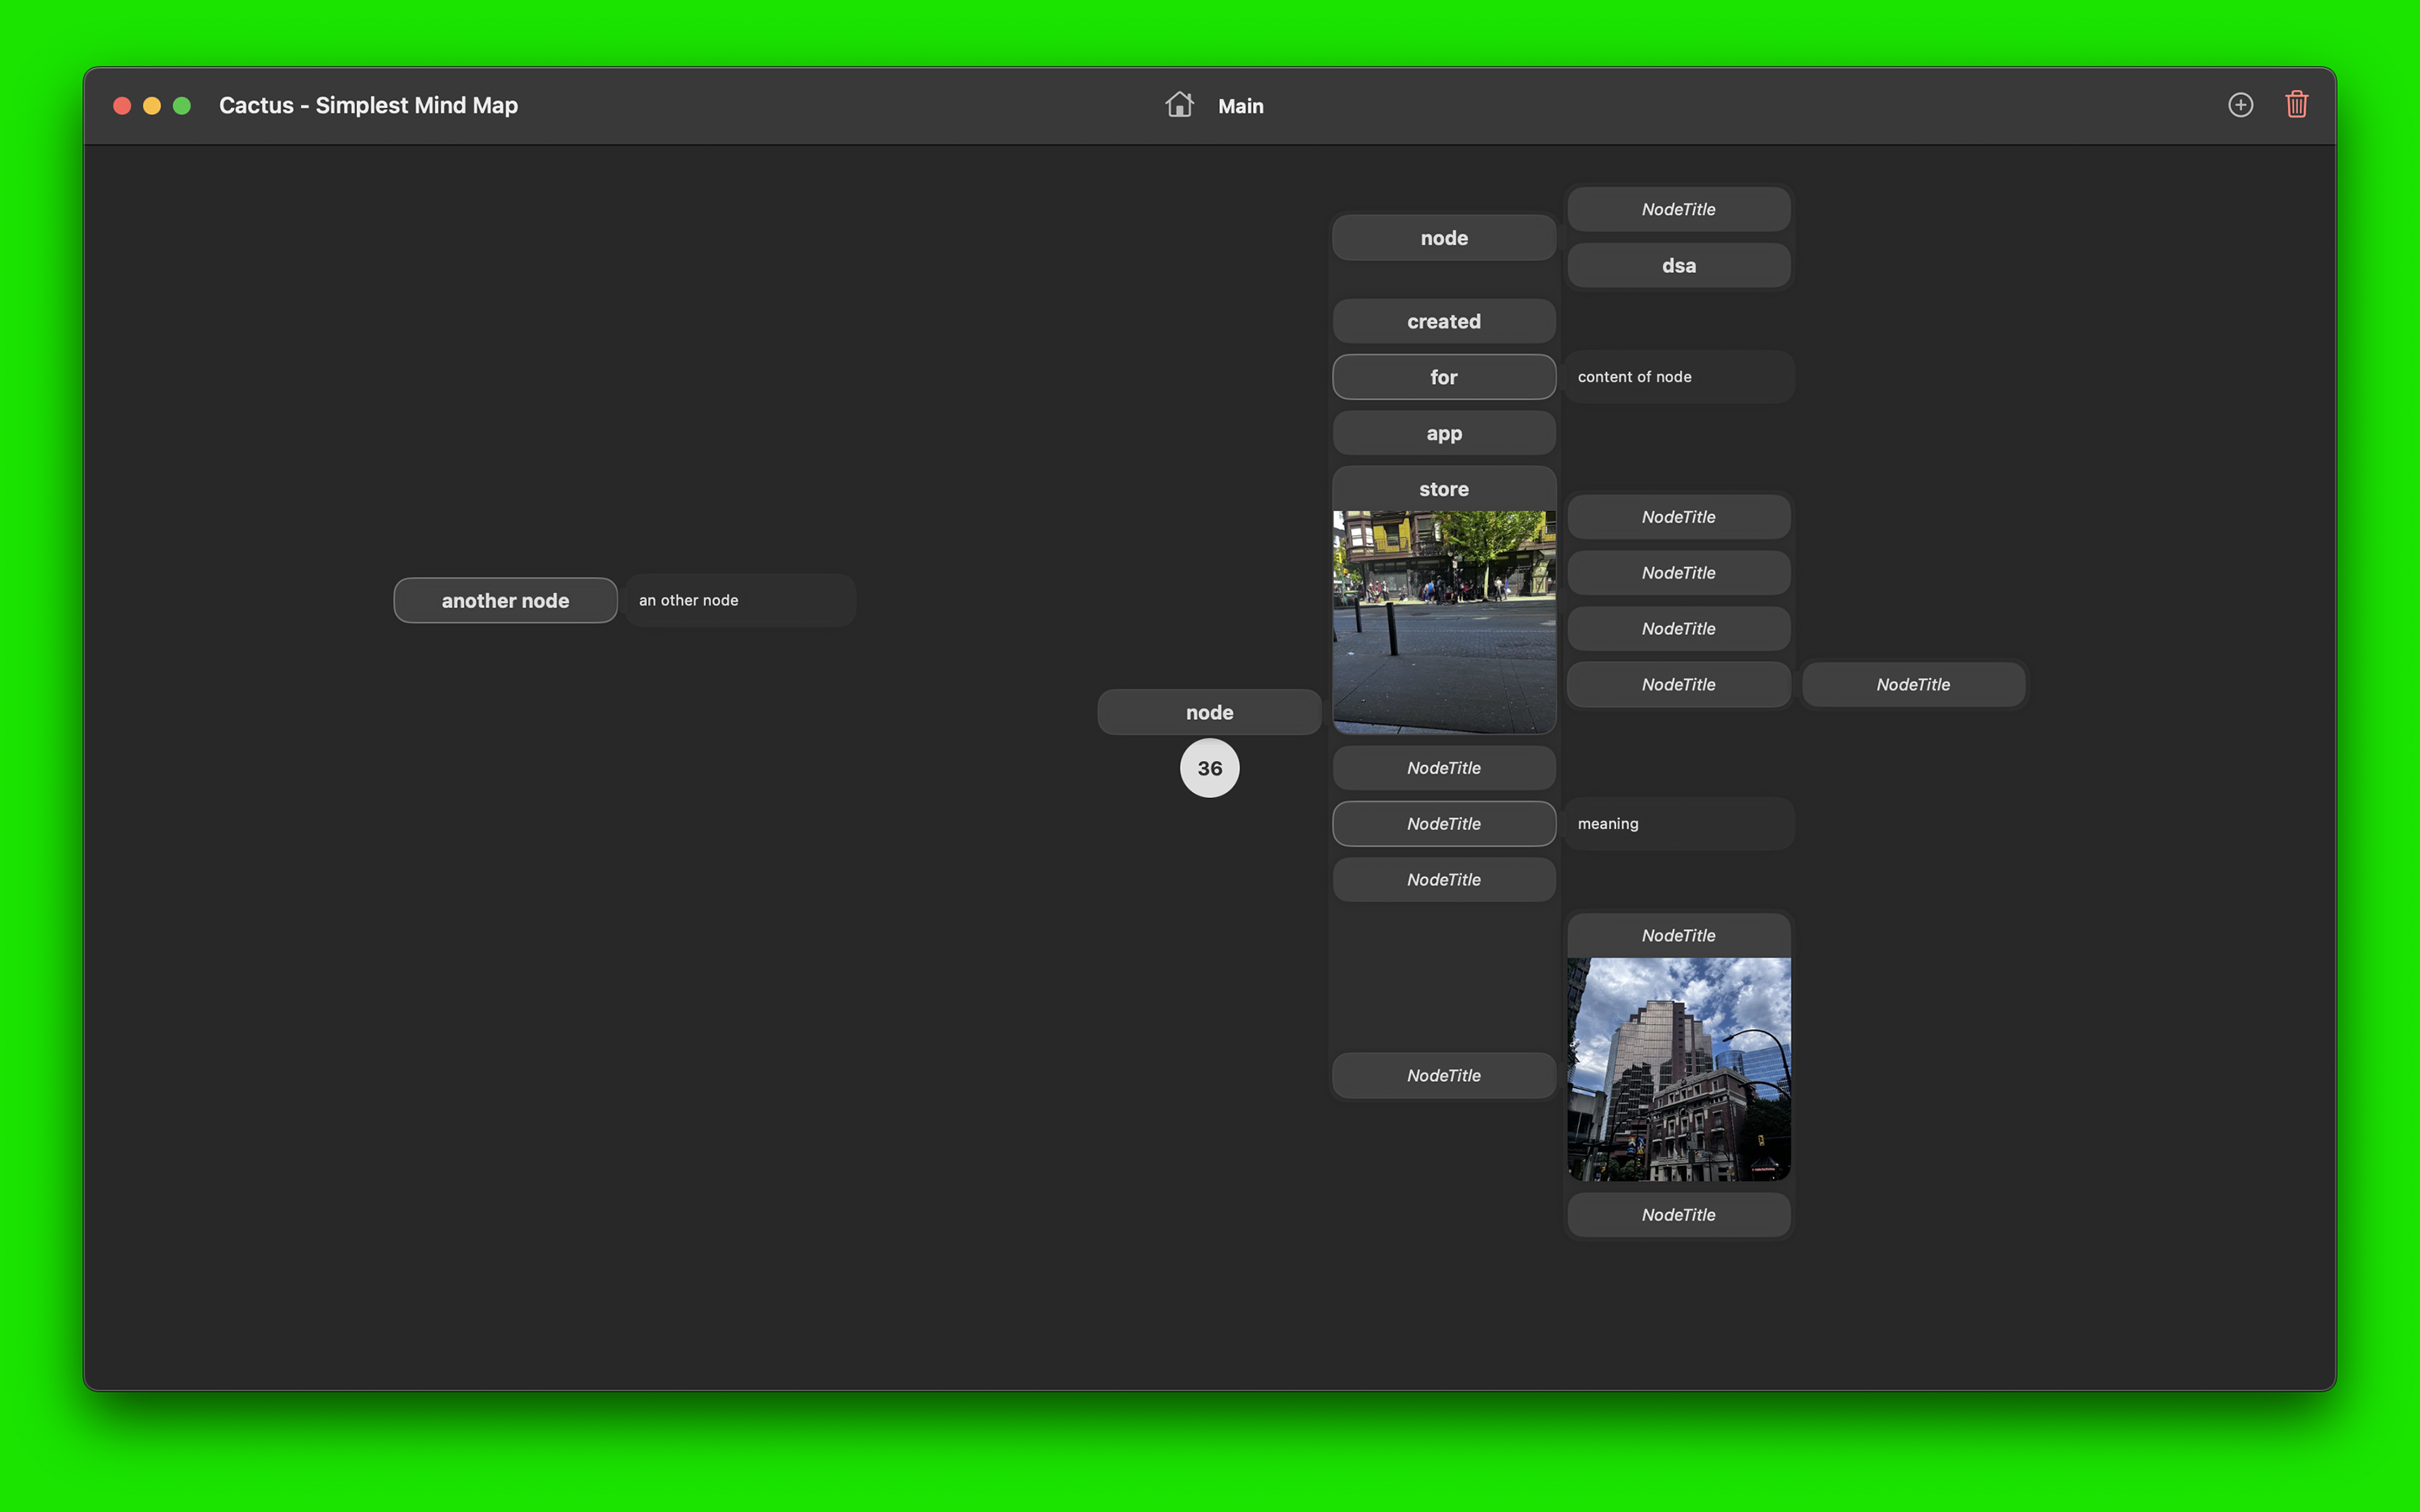 Cactus - Simplest Mind Map
Main
another node
an other node
node
36
node
NodeTitle
dsa
created
for
content of node
app
store
NodeTitle
NodeTitle
NodeTitle
NodeTitle
NodeTitle
NodeTitle
NodeTitle
meaning
NodeTitle
NodeTitle
NodeTitle
NodeTitle